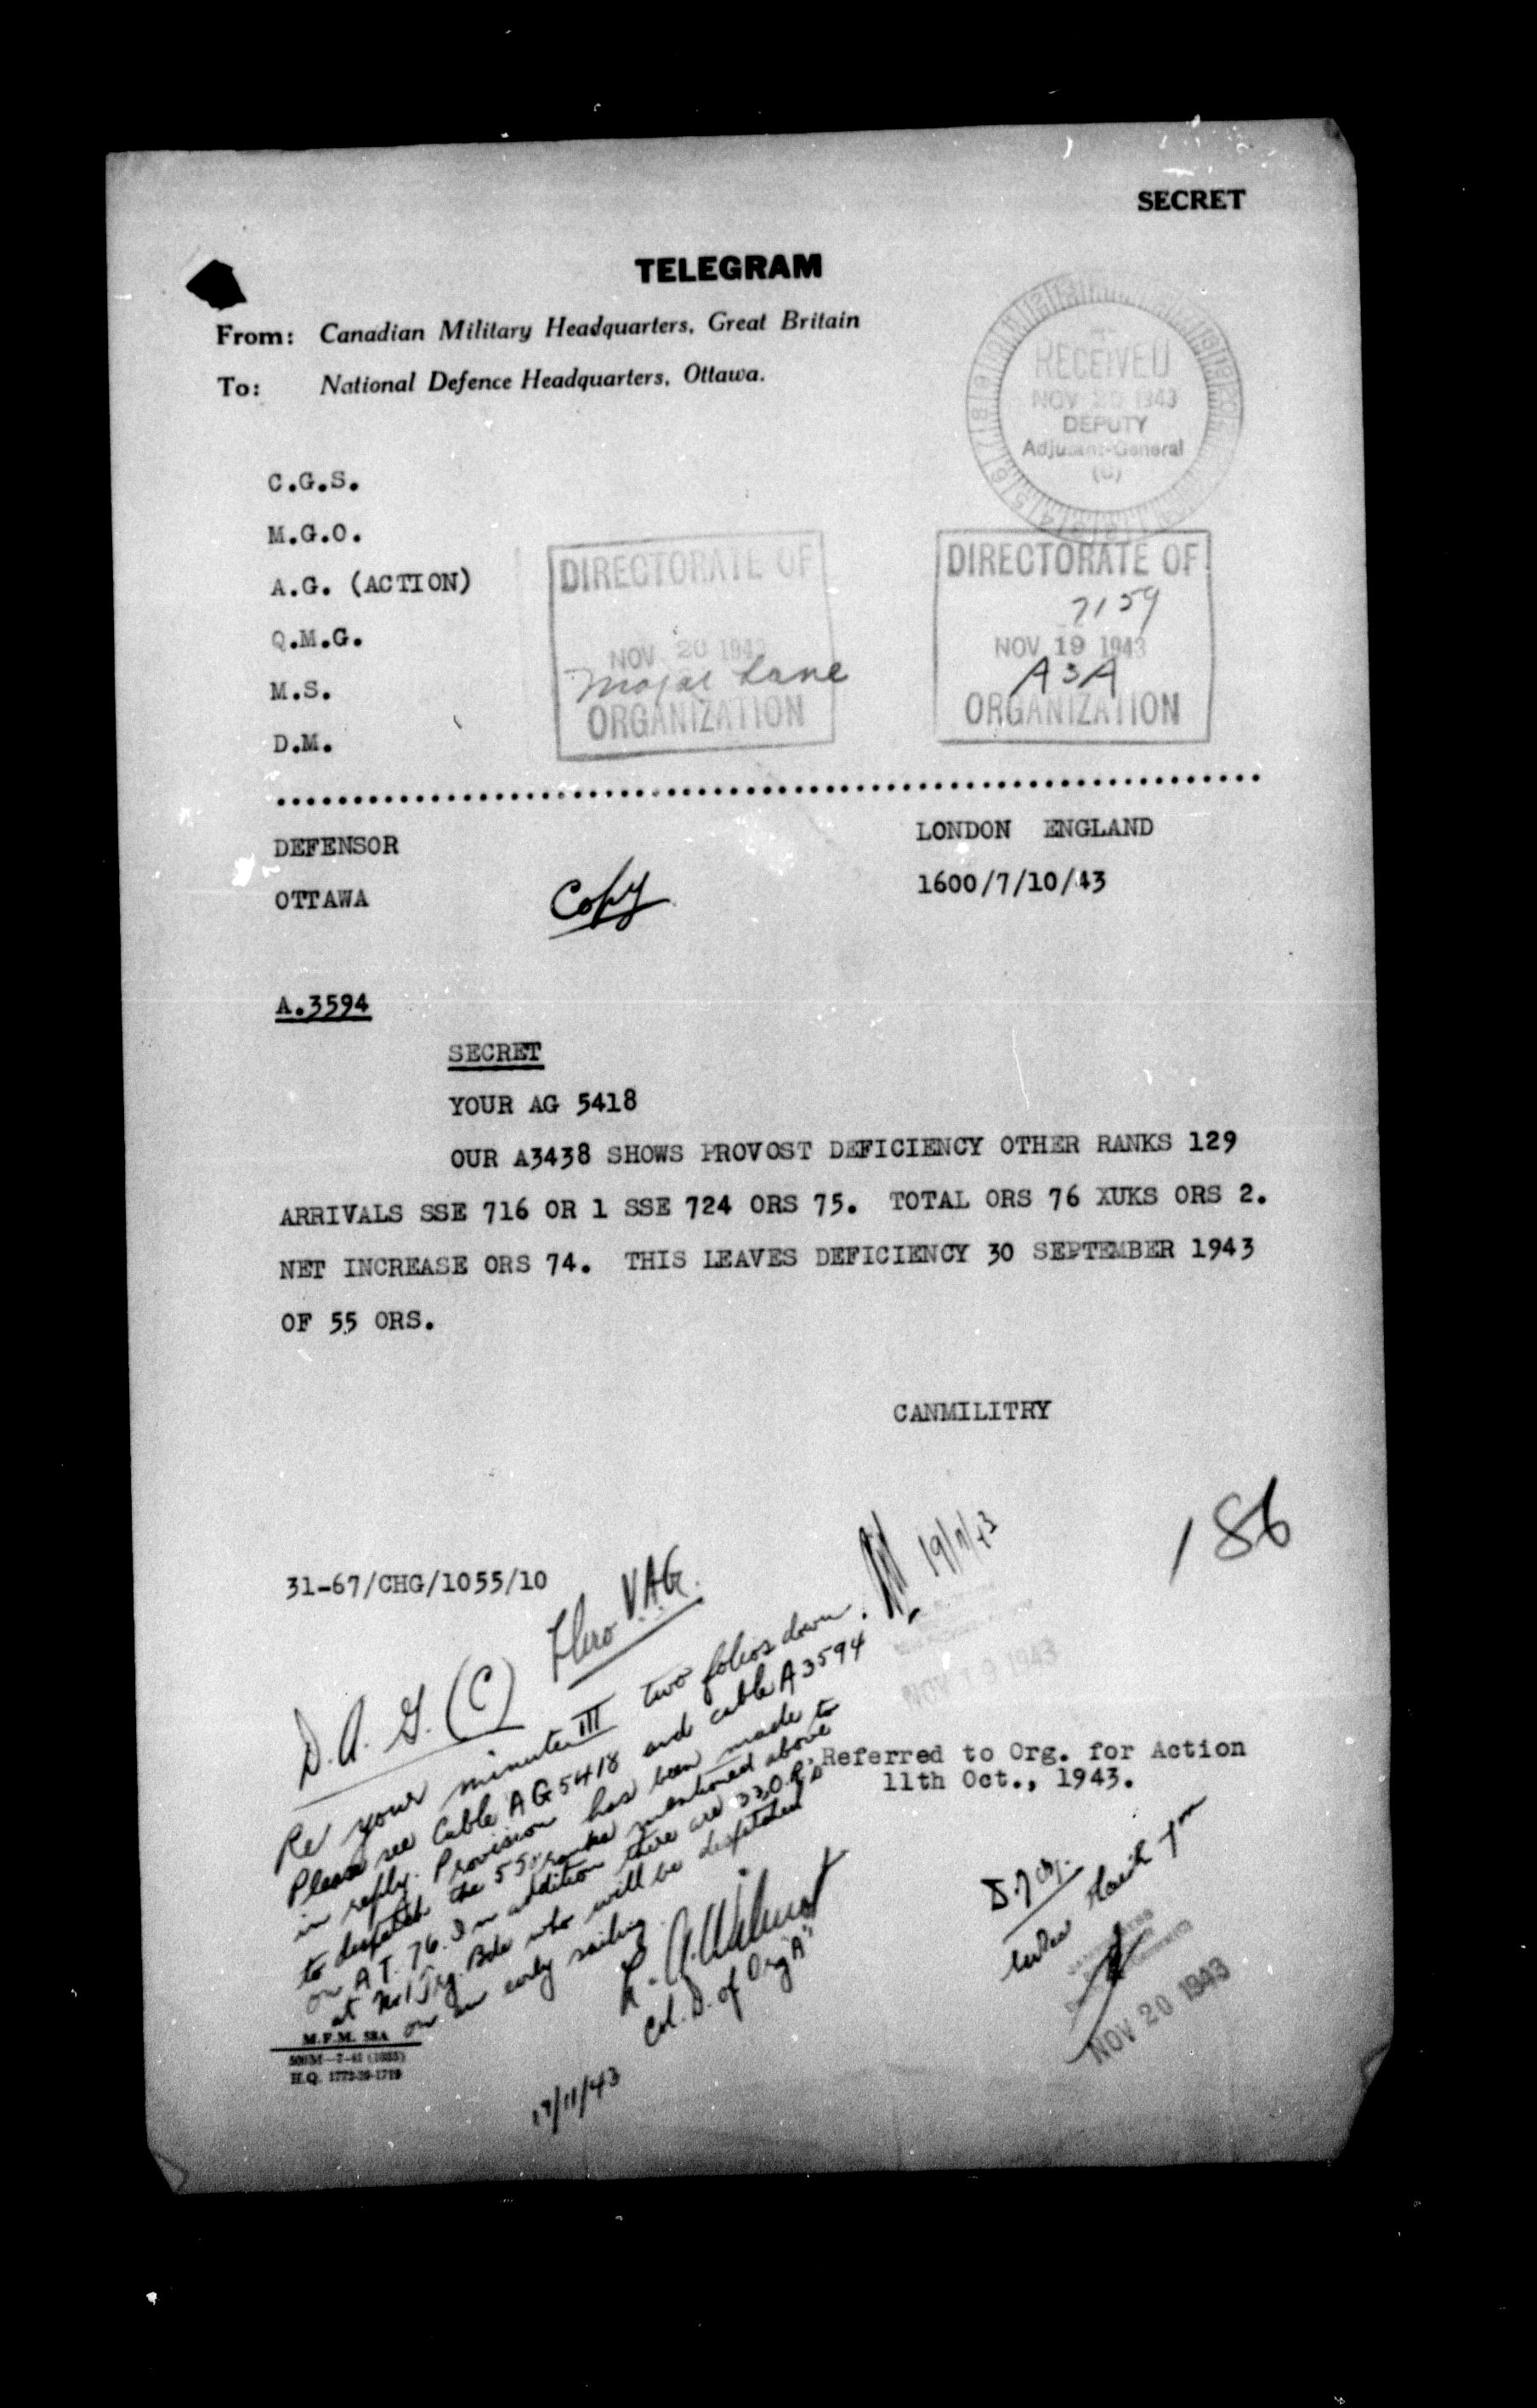 SECRET
TELEGRAM
From: Canadian Military Headquarters, Great Britain
To: National Defence Headquarters, Ottawa.
RECEIVED
NOV 20 1943
DEPUTY
Adjutant-General
(C)
C.G.S.
M.G.O.
A.G. (ACTION)
Q.M.G.
M.S.
D.M.
DIRECTORATE OF
NOV 20 1943
Major Lane
ORGANIZATION
DIRECTORATE OF
7159
NOV 19 1943
A3A
ORGANIZATION
DEFENSOR
LONDON ENGLAND
OTTAWA
Copy
1600/7/10/43
A.3594
SECRET
YOUR AG 5418
OUR A3438 SHOWS PROVOST DEFICIENCY OTHER RANKS 129
ARRIVALS SSE 716 OR 1 SSE 724 ORS 75. TOTAL ORS 76 XUKS ORS 2.
NET INCREASE ORS 74. THIS LEAVES DEFICIENCY 30 SEPTEMBER 1943
OF 55 ORS.
CANMILITRY
186
31-67/CHG/1055/10
Thro VAG.
19/11/43
NOV 19 1943
D.A.G.(C)
Re your minute III two folios down.
Please see Cable AG5418 and cable A3594
in reply. Provision has been made to
to despatch the 55 mentioned above
on A.T. 76. In addition there are 33 O.R's
at No1 Trg. Bde who will be despatched
on an early sailing
Col. D. of Org "A"
17/11/43
Referred to Org. for Action
11th Oct., 1943.
NOV 20 1943
M.F.M. 58A
H.Q. 1772-39-1719